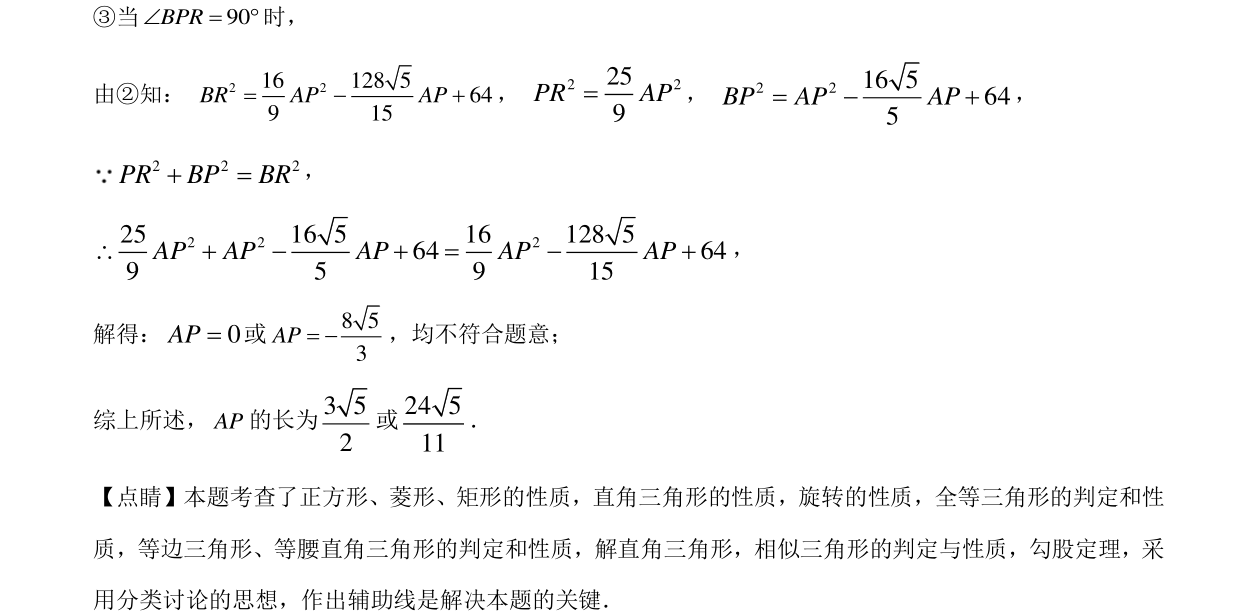 ③当∠BPR=90°时，
由②知： BR²=16/9 AP²−128√5/15 AP+64， PR²=25/9 AP²， BP²=AP²−16√5/5 AP+64，
∵PR²+BP²=BR²，
∴25/9 AP²+AP²−16√5/5 AP+64=16/9 AP²−128√5/15 AP+64，
解得： AP=0或AP=−8√5/3，均不符合题意；
综上所述， AP 的长为3√5/2或24√5/11．
【点睛】本题考查了正方形、菱形、矩形的性质，直角三角形的性质，旋转的性质，全等三角形的判定和性
质，等边三角形、等腰直角三角形的判定和性质，解直角三角形，相似三角形的判定与性质，勾股定理，采
用分类讨论的思想，作出辅助线是解决本题的关键．